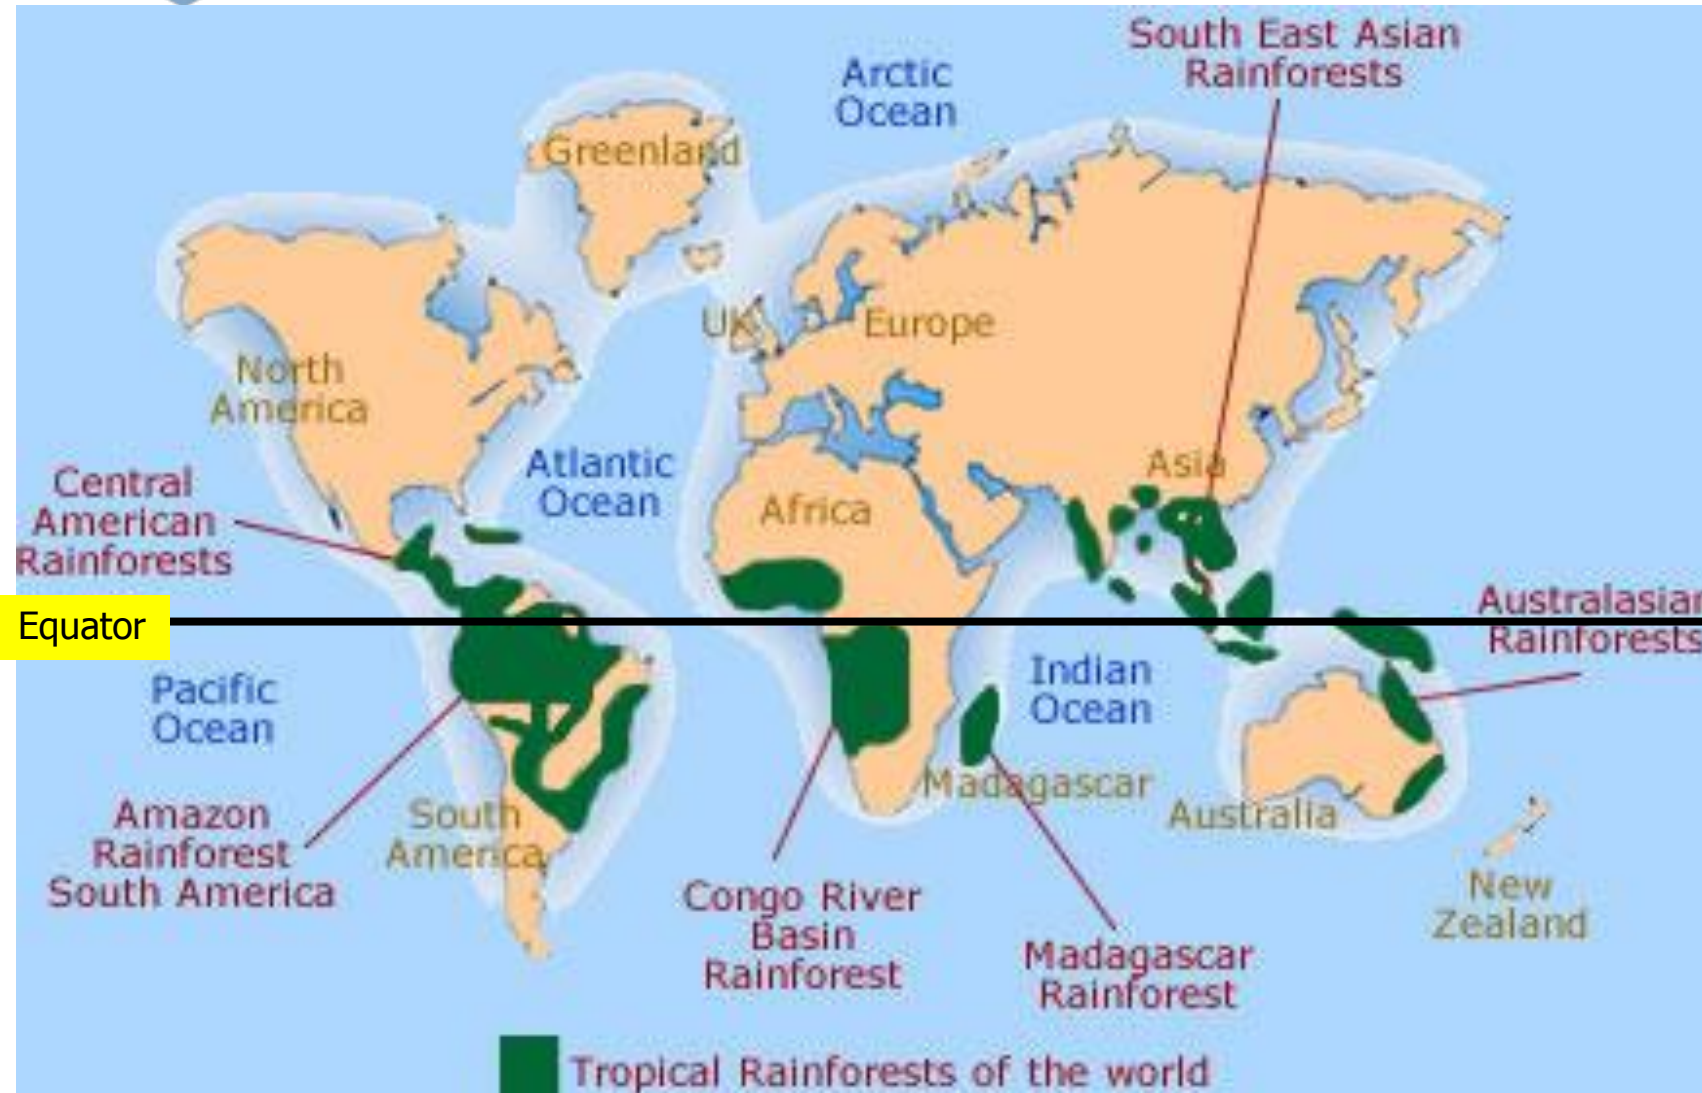 South East Asian
Rainforests
Arctic
Ocean
Greenland
UK
Europe
North
America
Atlantic
Ocean
Asia
Africa
Central
American
Rainforests
Australasian
Rainforests
Equator
Pacific
Ocean
Indian
Ocean
Madagascar
Australia
Amazon
Rainforest
South America
South
America
Congo River
Basin
Rainforest
Madagascar
Rainforest
New
Zealand
Tropical Rainforests of the world